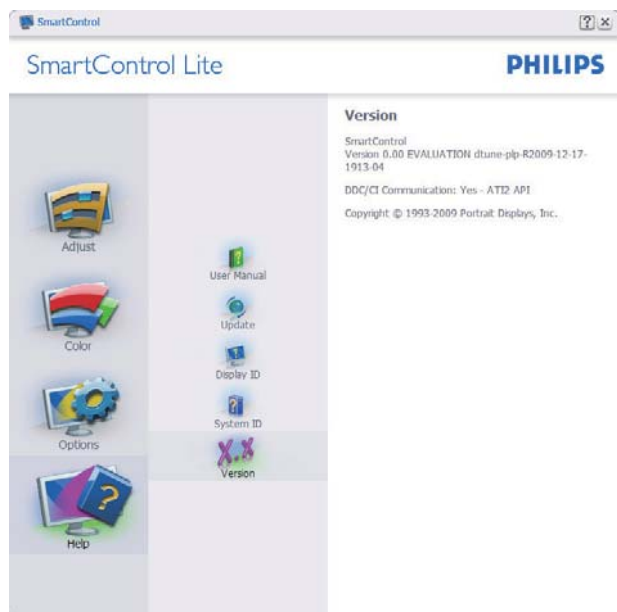 SmartControl
SmartControl Lite
PHILIPS
Adjust
Color
Options
Help
User Manual
Update
Display ID
System ID
X.X
Version
Version
SmartControl
Version 0.00 EVALUATION dtune-plp-R2009-12-17-
1913-04
DDC/CI Communication: Yes - ATI2 API
Copyright © 1993-2009 Portrait Displays, Inc.